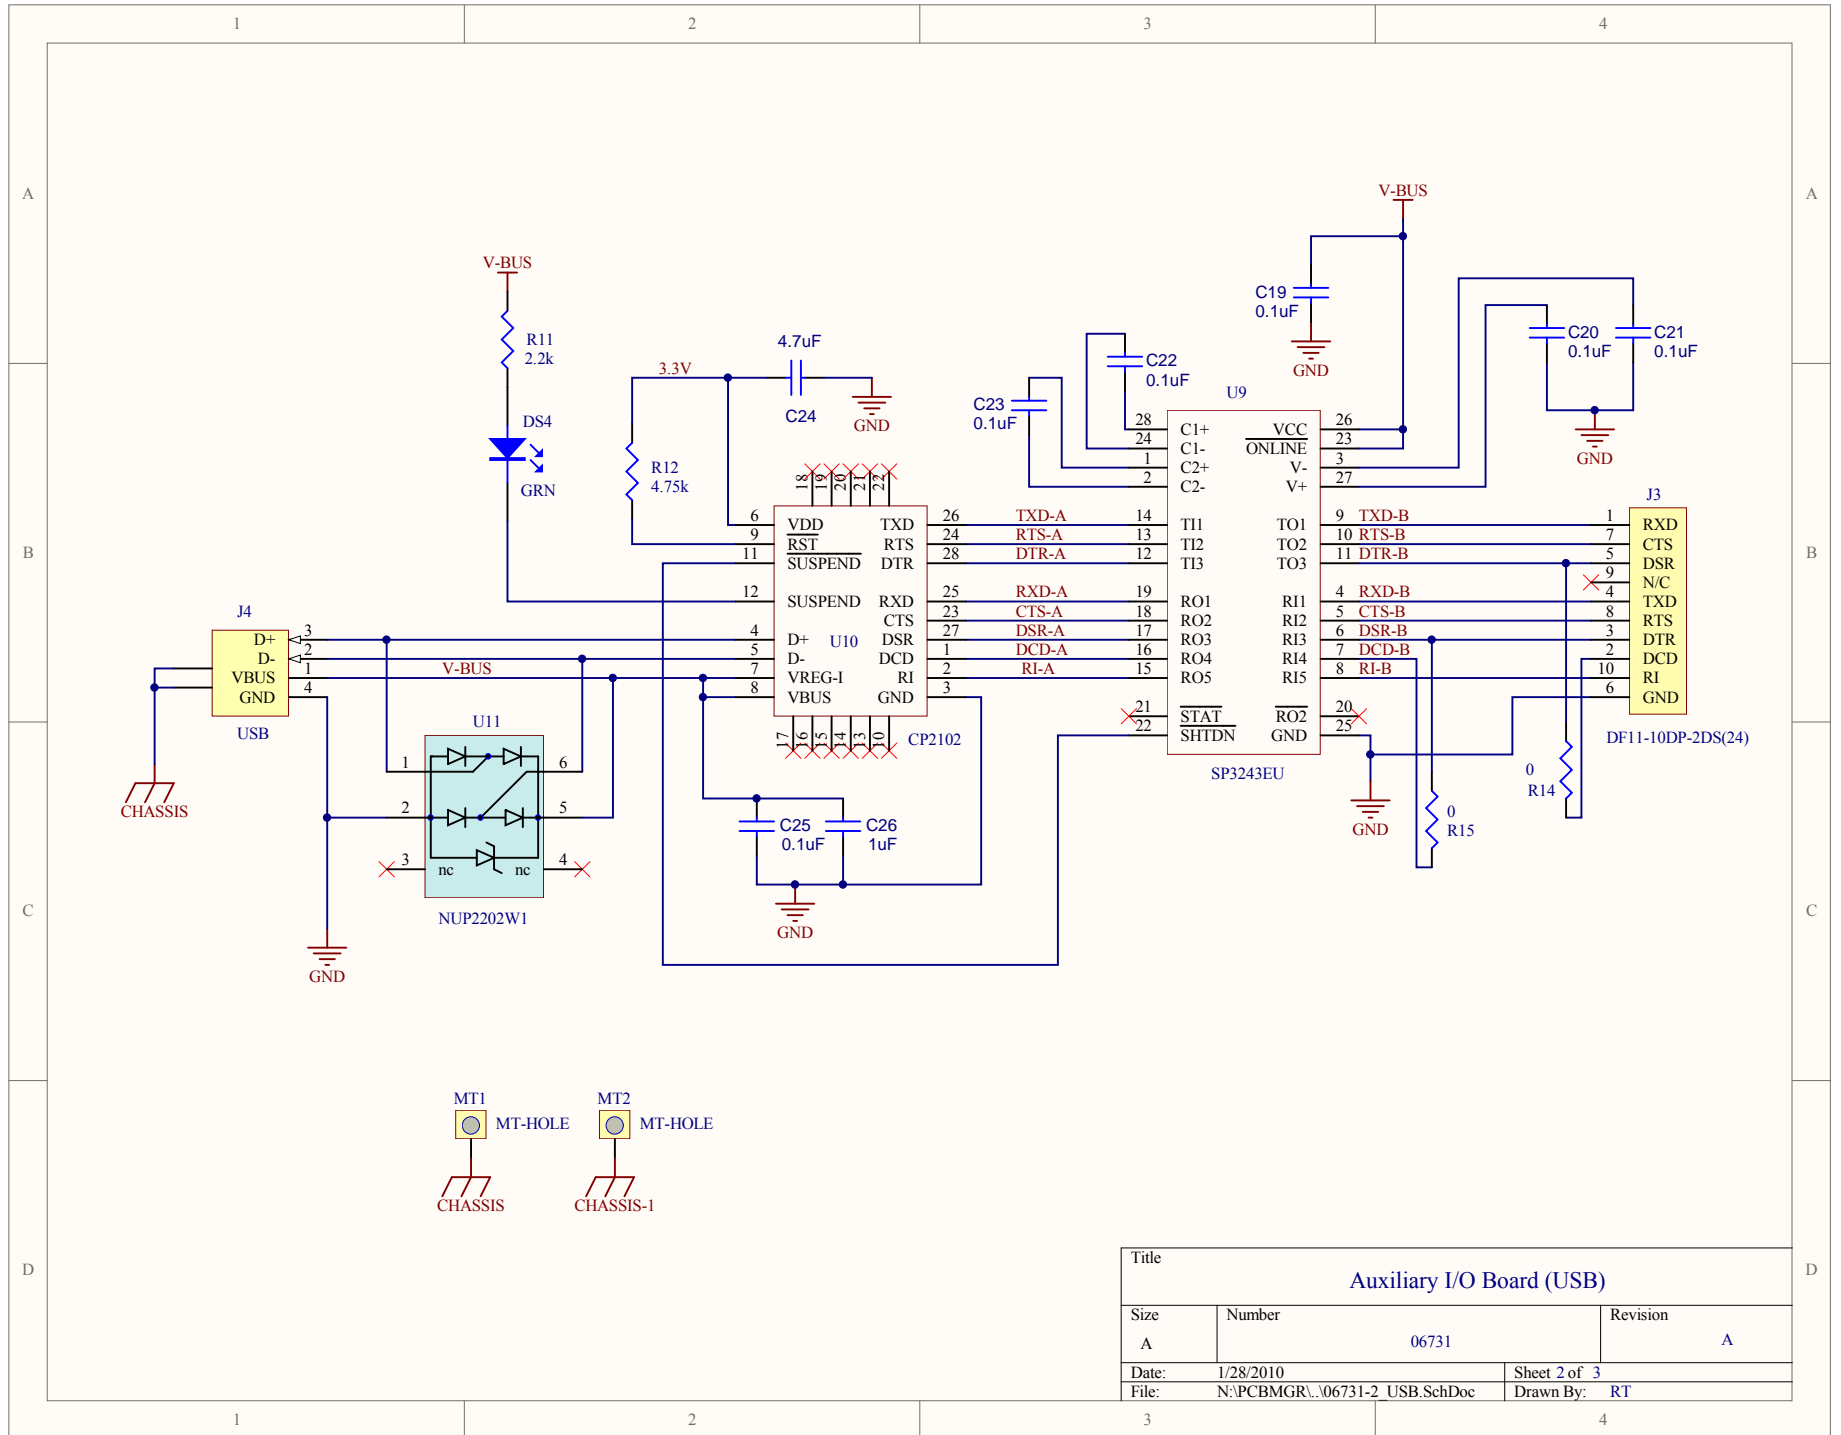 1 2 3 4
A A
V-BUS
V-BUS
C19
0.1uF
GND
R11
2.2k
C20
0.1uF
C21
0.1uF
4.7uF
C24
GND
3.3V
C22
0.1uF
C23
0.1uF
GND
DS4
GRN
R12
4.75k
U9
28 C1+ VCC 26
24 C1- ONLINE 23
1 C2+ V- 3
2 C2- V+ 27
14 TI1 TO1 9 TXD-B
13 TI2 TO2 10 RTS-B
12 TI3 TO3 11 DTR-B
19 RO1 RI1 4 RXD-B
18 RO2 RI2 5 CTS-B
17 RO3 RI3 6 DSR-B
16 RO4 RI4 7 DCD-B
15 RO5 RI5 8 RI-B
21 STAT RO2 20
22 SHTDN GND 25
SP3243EU
J3
1 RXD
7 CTS
5 DSR
9 N/C
4 TXD
8 RTS
3 DTR
2 DCD
10 RI
6 GND
DF11-10DP-2DS(24)
B B
18 19 20 21 22
6 VDD TXD 26 TXD-A
9 RST RTS 24 RTS-A
11 SUSPEND DTR 28 DTR-A
12 SUSPEND RXD 25 RXD-A
CTS 23 CTS-A
4 D+ U10 DSR 27 DSR-A
5 D- DCD 1 DCD-A
7 VREG-I RI 2 RI-A
8 VBUS GND 3
17 16 15 14 13 10
CP2102
J4
D+ 3
D- 2
VBUS 1 V-BUS
GND 4
USB
CHASSIS
U11
1 6
2 5
3 nc nc 4
NUP2202W1
GND
C25
0.1uF
C26
1uF
GND
GND
0
R15
0
R14
C C
MT1
MT-HOLE
CHASSIS
MT2
MT-HOLE
CHASSIS-1
D D
Title
Auxiliary I/O Board (USB)
Size Number Revision
A 06731 A
Date: 1/28/2010 Sheet 2 of 3
File: N:\PCBMGR\..\06731-2_USB.SchDoc Drawn By: RT
1 2 3 4